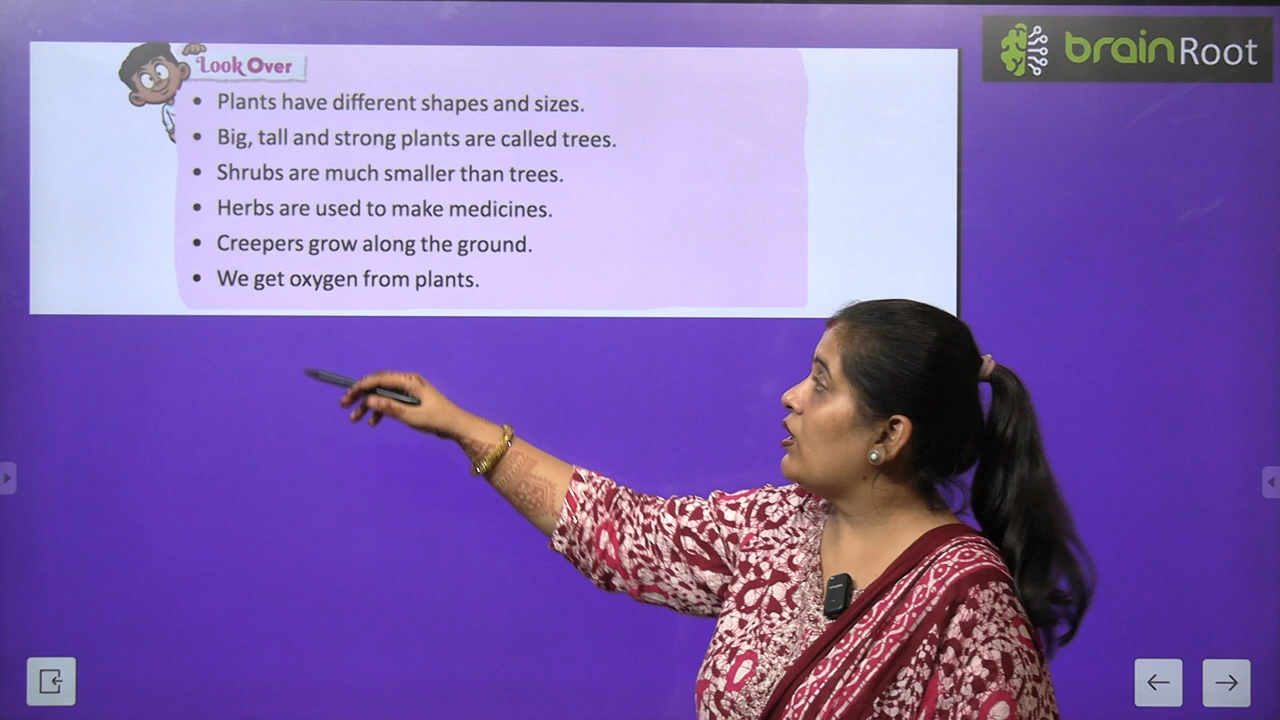 brainRoot
Look Over
• Plants have different shapes and sizes.
• Big, tall and strong plants are called trees.
• Shrubs are much smaller than trees.
• Herbs are used to make medicines.
• Creepers grow along the ground.
• We get oxygen from plants.